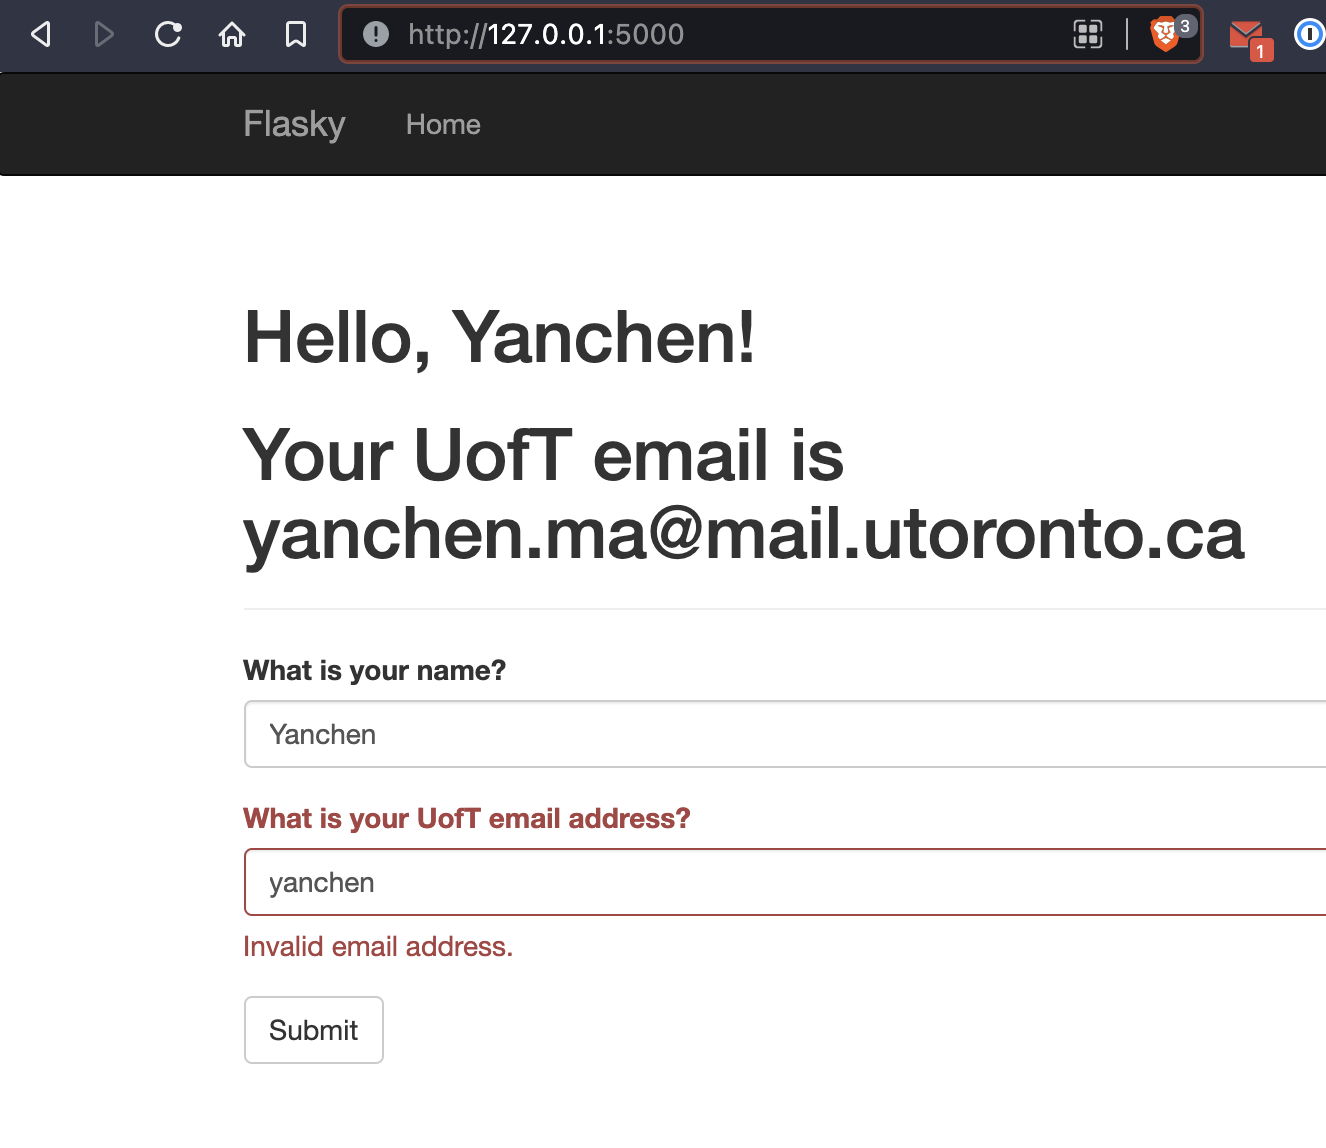 http://127.0.0.1:5000
3
1
Flasky Home
Hello, Yanchen!
Your UofT email is
yanchen.ma@mail.utoronto.ca
What is your name?
Yanchen
What is your UofT email address?
yanchen
Invalid email address.
Submit